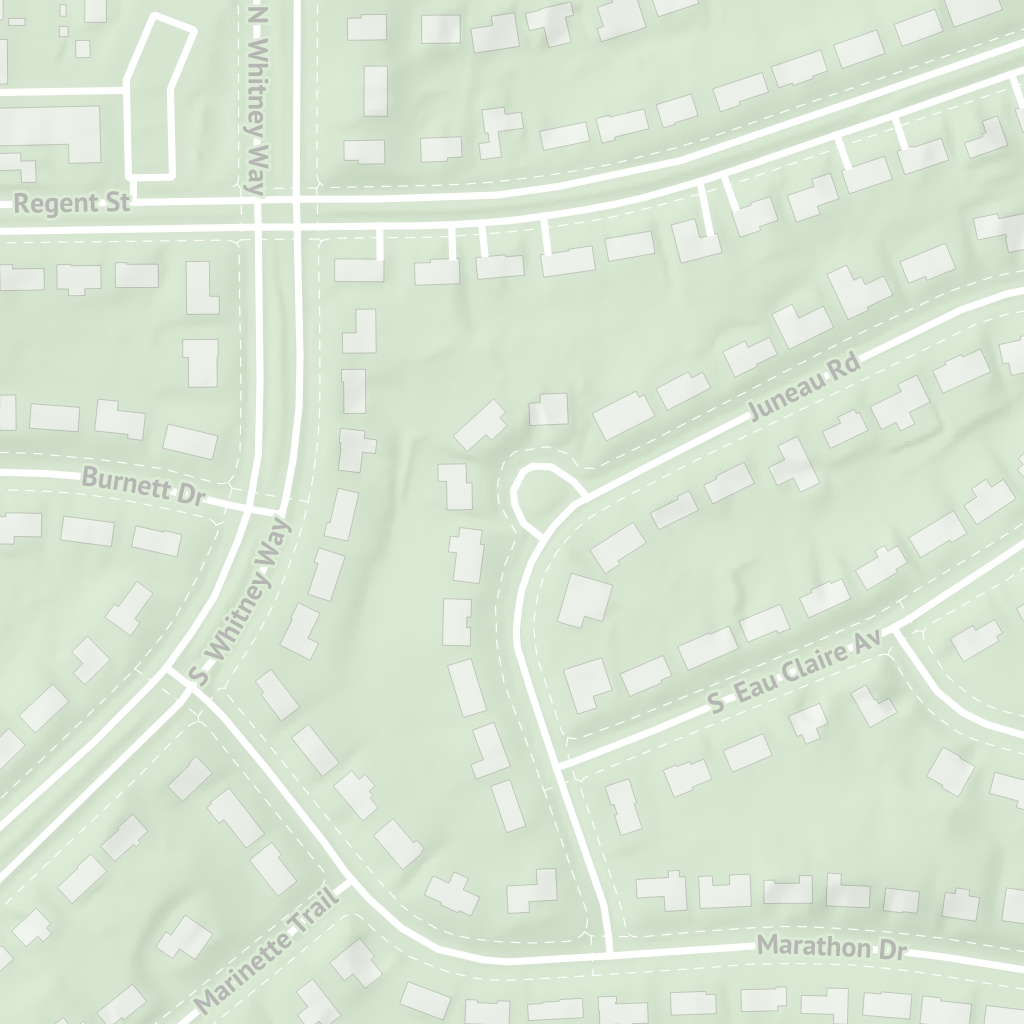 N Whitney Way
Regent St
Juneau Rd
Burnett Dr
S Whitney Way
S Eau Claire Av
Marinette Trail
Marathon Dr